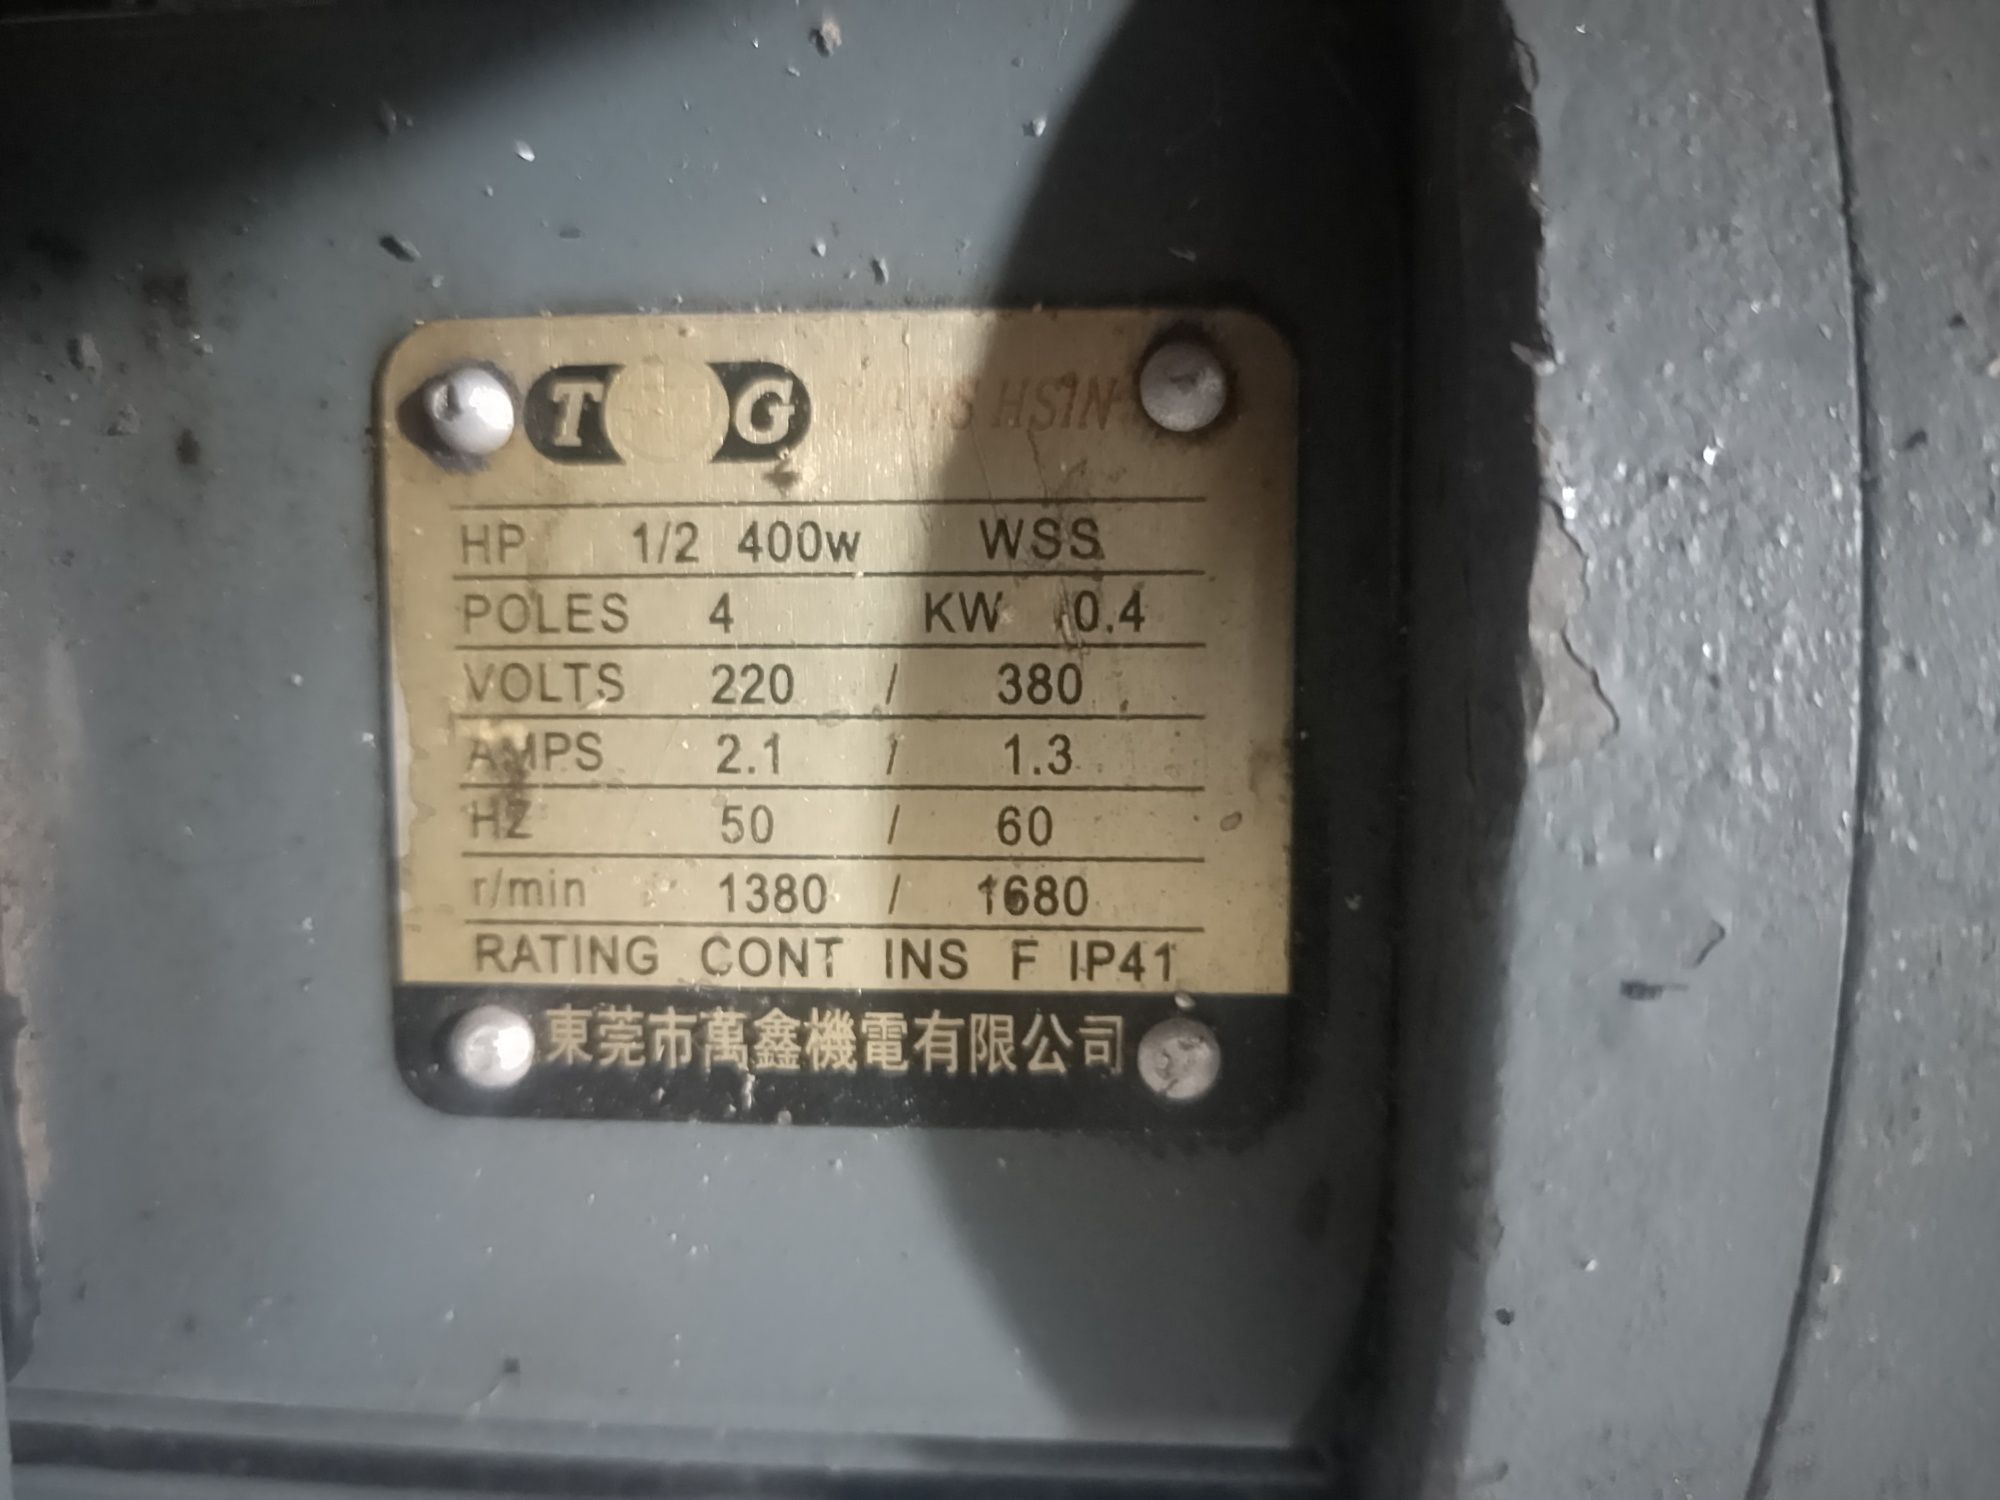 T G HSIN
HP 1/2 400w WSS
POLES 4 KW 0.4
VOLTS 220 / 380
AMPS 2.1 / 1.3
HZ 50 / 60
r/min 1380 / 1680
RATING CONT INS F IP41
東莞市萬鑫機電有限公司